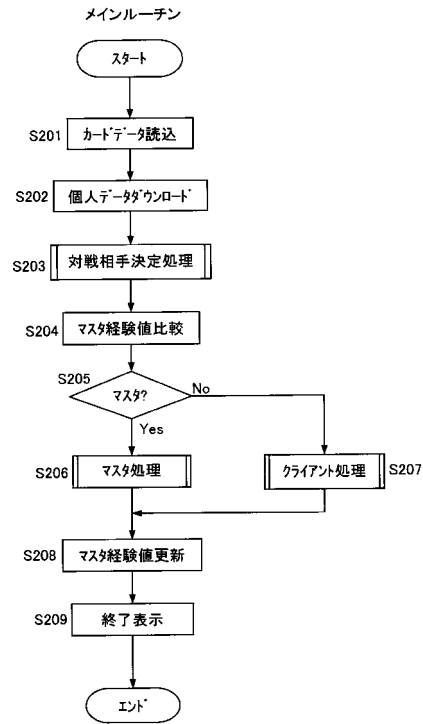 メインルーチン
スタート
S201 カードデータ読込
S202 個人データダウンロード
S203 対戦相手決定処理
S204 マスタ経験値比較
S205 マスタ? No
Yes
S206 マスタ処理 クライアント処理 S207
S208 マスタ経験値更新
S209 終了表示
エンド